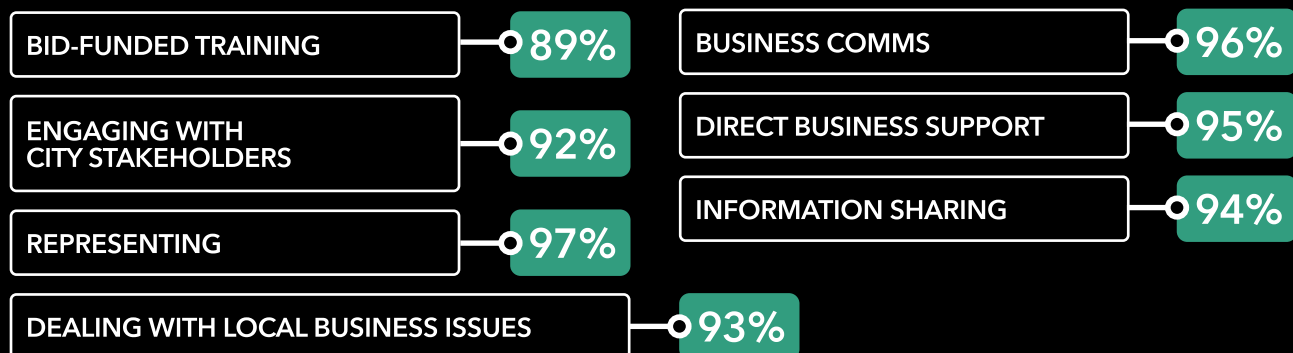 BID-FUNDED TRAINING 89%
ENGAGING WITH
CITY STAKEHOLDERS 92%
REPRESENTING 97%
DEALING WITH LOCAL BUSINESS ISSUES 93%
BUSINESS COMMS 96%
DIRECT BUSINESS SUPPORT 95%
INFORMATION SHARING 94%